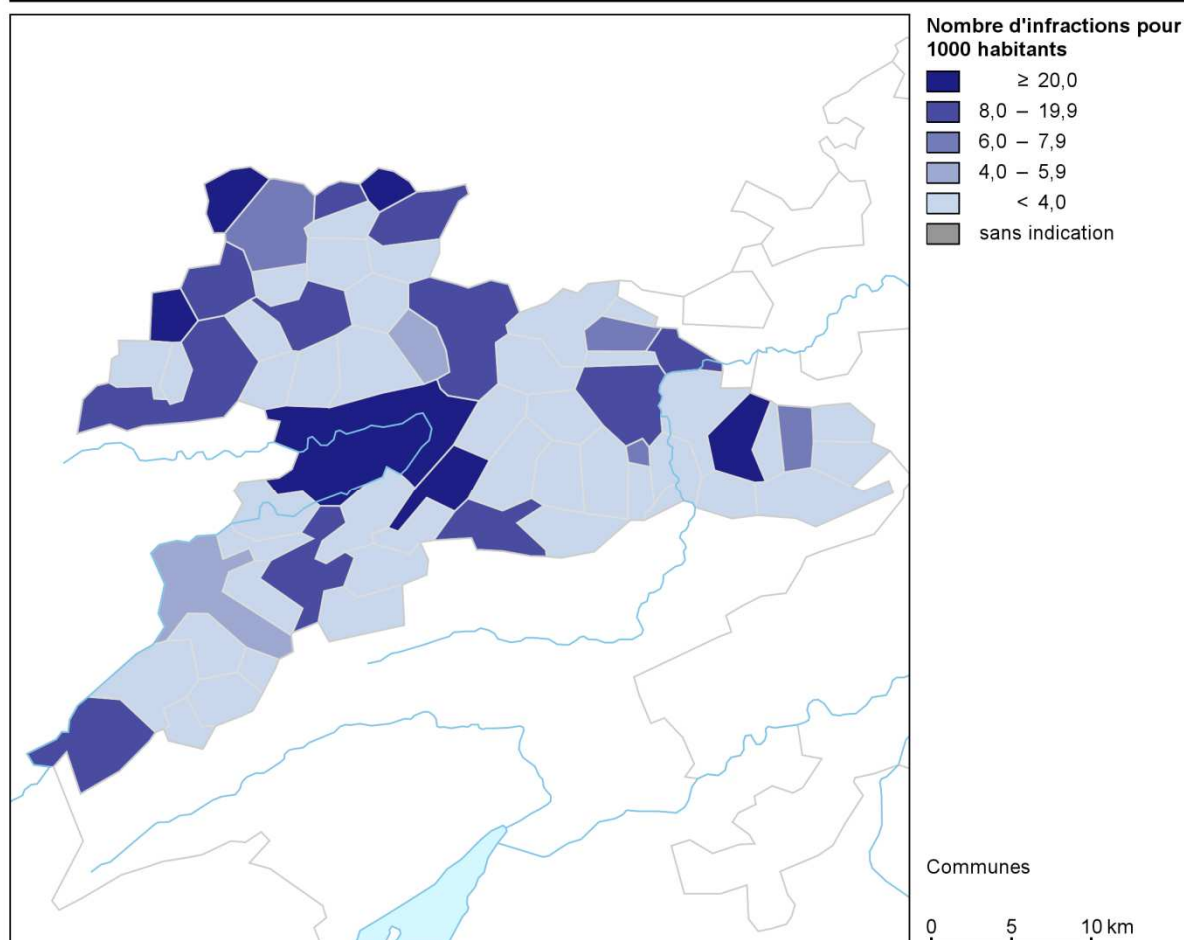 Nombre d'infractions pour
1000 habitants
≥ 20,0
8,0 – 19,9
6,0 – 7,9
4,0 – 5,9
< 4,0
sans indication
Communes
0 5 10 km